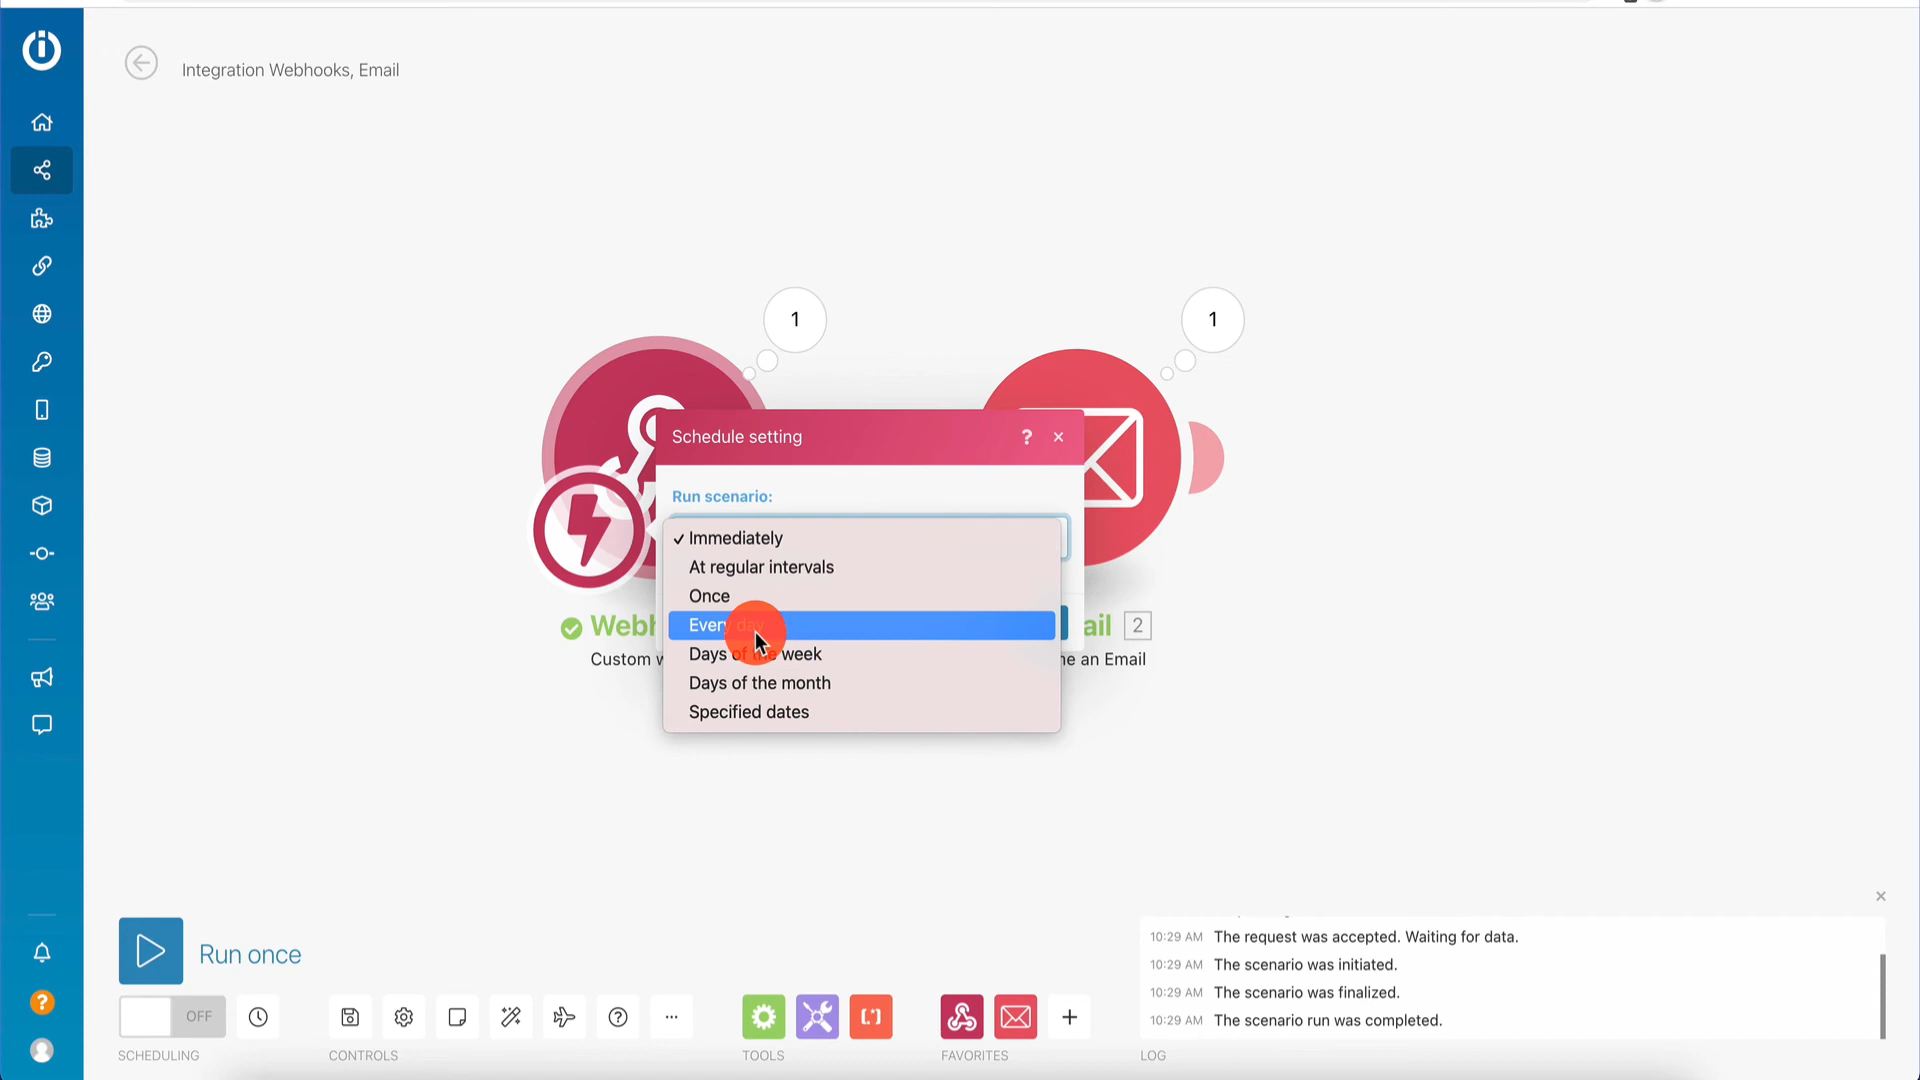 Integration Webhooks, Email
1
1
Schedule setting
?
Run scenario:
✓ Immediately
At regular intervals
Once
Every day
Days of the week
Days of the month
Specified dates
Webh
ail 2
Custom w
e an Email
Run once
OFF
SCHEDULING
CONTROLS
TOOLS
FAVORITES
LOG
10:29 AM The request was accepted. Waiting for data.
10:29 AM The scenario was initiated.
10:29 AM The scenario was finalized.
10:29 AM The scenario run was completed.